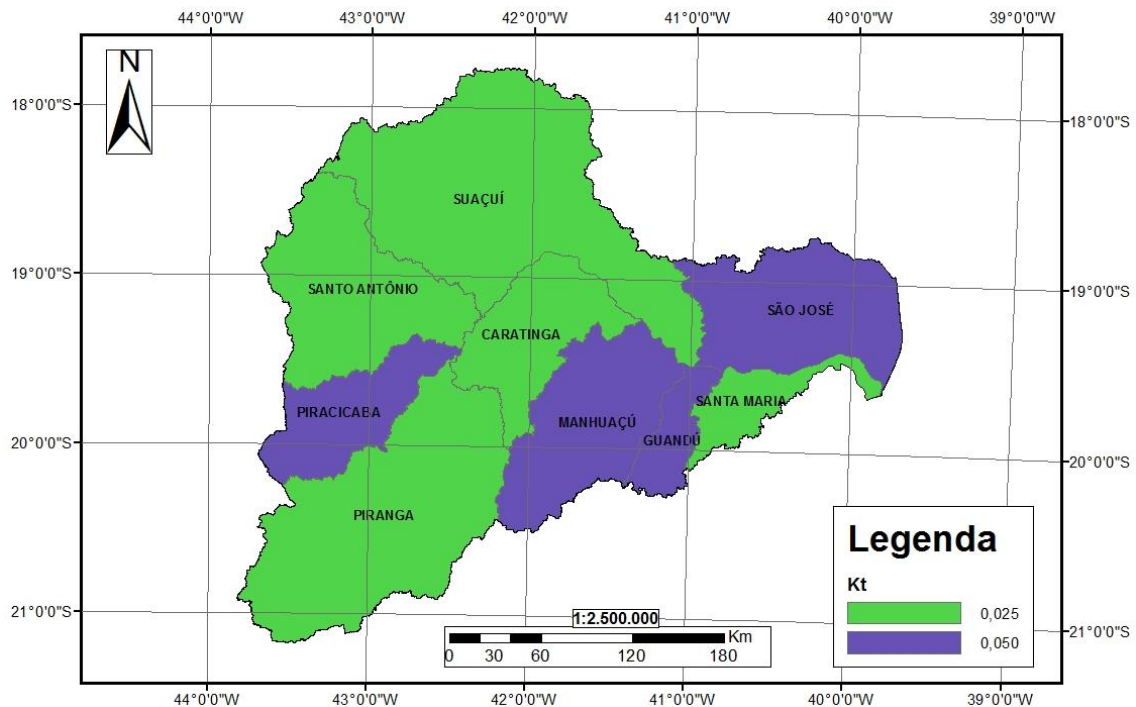 44°0'0"W 43°0'0"W 42°0'0"W 41°0'0"W 40°0'0"W 39°0'0"W
N
18°0'0"S
18°0'0"S
SUAÇUÍ
19°0'0"S
19°0'0"S
SANTO ANTÔNIO
SÃO JOSÉ
CARATINGA
SANTA MARIA
PIRACICABA
MANHUAÇÚ
GUANDÚ
20°0'0"S
20°0'0"S
PIRANGA
Legenda
Kt
0,025
0,050
21°0'0"S
21°0'0"S
1:2.500.000
Km
0 30 60 120 180
44°0'0"W 43°0'0"W 42°0'0"W 41°0'0"W 40°0'0"W 39°0'0"W